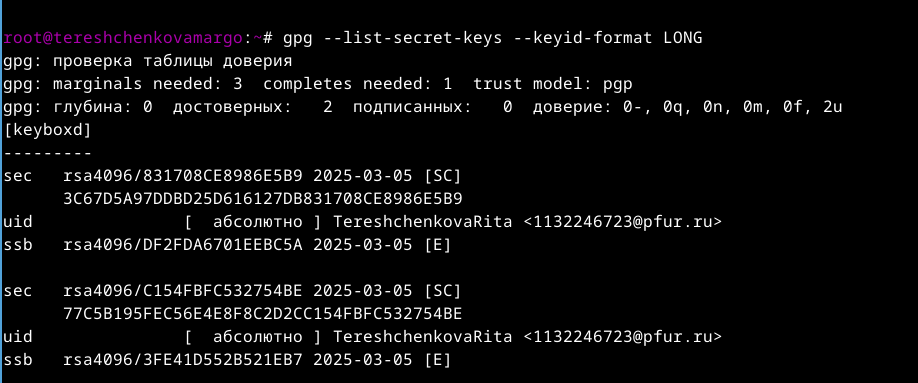 root@tereshchenkovamargo:~# gpg --list-secret-keys --keyid-format LONG
gpg: проверка таблицы доверия
gpg: marginals needed: 3  completes needed: 1  trust model: pgp
gpg: глубина: 0  достоверных:   2  подписанных:   0  доверие: 0-, 0q, 0n, 0m, 0f, 2u
[keyboxd]
---------
sec   rsa4096/831708CE8986E5B9 2025-03-05 [SC]
      3C67D5A97DDBD25D616127DB831708CE8986E5B9
uid               [  абсолютно ] TereshchenkovaRita <1132246723@pfur.ru>
ssb   rsa4096/DF2FDA6701EEBC5A 2025-03-05 [E]
sec   rsa4096/C154FBFC532754BE 2025-03-05 [SC]
      77C5B195FEC56E4E8F8C2D2CC154FBFC532754BE
uid               [  абсолютно ] TereshchenkovaRita <1132246723@pfur.ru>
ssb   rsa4096/3FE41D552B521EB7 2025-03-05 [E]